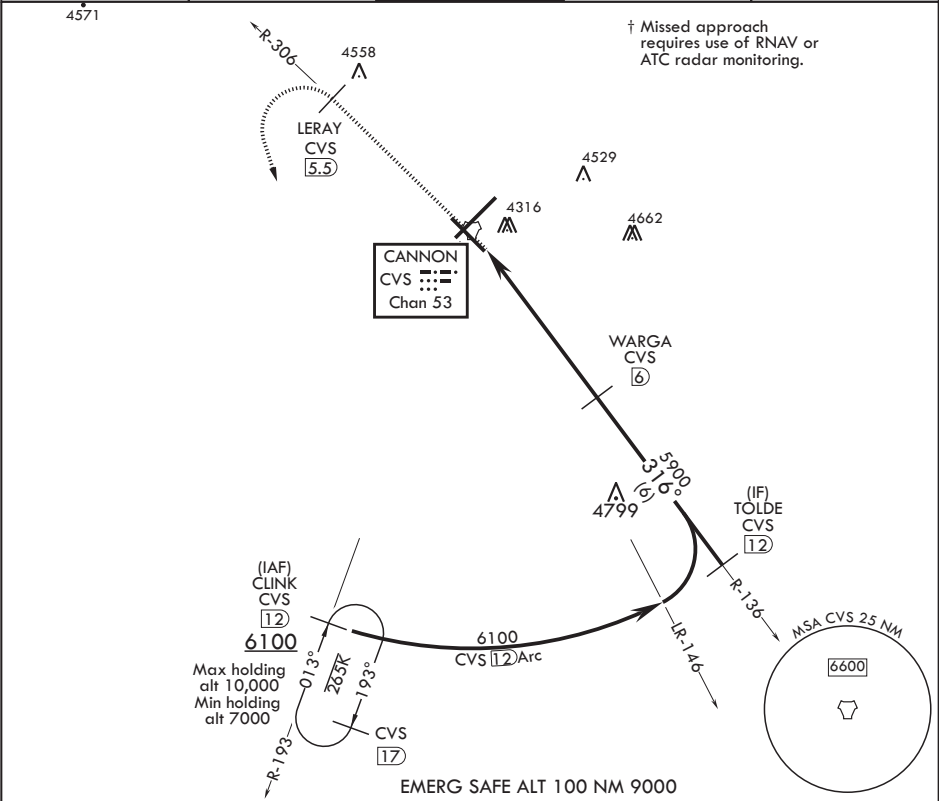 4571
† Missed approach
requires use of RNAV or
ATC radar monitoring.
R-306
4558
LERAY
CVS
5.5
4529
4316
4662
CANNON
CVS
Chan 53
WARGA
CVS
6
5900
316°
(6)
4799
(IF)
TOLDE
CVS
12
R-136
(IAF)
CLINK
CVS
12
6100
Max holding
alt 10,000
Min holding
alt 7000
013°
265K
193°
6100
CVS 12 Arc
LR-146
CVS
17
R-193
MSA CVS 25 NM
6600
EMERG SAFE ALT 100 NM 9000